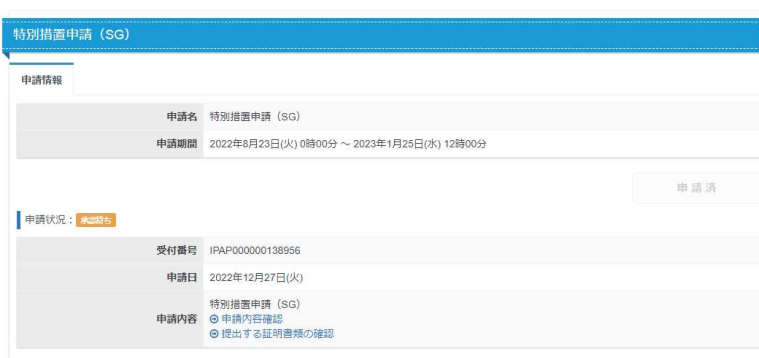 特別措置申請（SG）
申請情報
申請名 特別措置申請（SG）
申請期間 2022年8月23日(火) 0時00分 ～ 2023年1月25日(水) 12時00分
申請済
申請状況： 承認待ち
受付番号 IPAP000000138956
申請日 2022年12月27日(火)
特別措置申請（SG）
申請内容 申請内容確認
提出する証明書類の確認